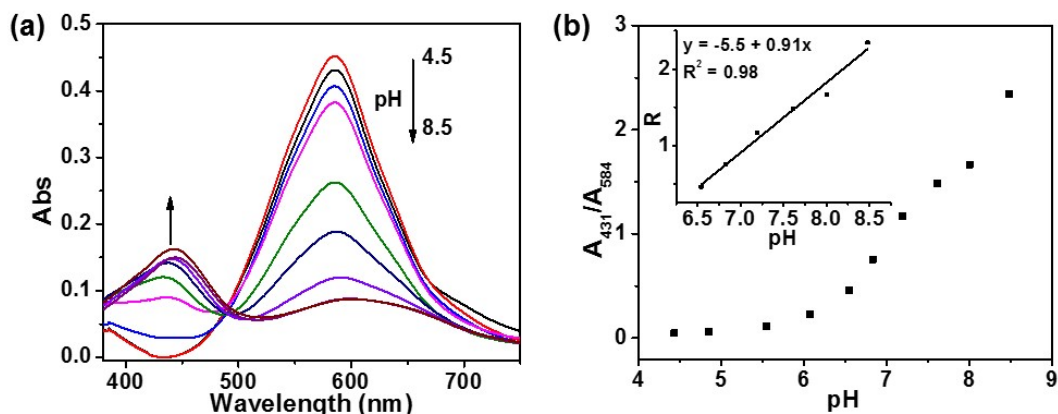 (a)
0.5
0.4
0.3
0.2
0.1
0.0
Abs
4.5
pH
8.5
400 500 600 700
Wavelength (nm)
(b)
3
2
1
0
A431/A584
y = -5.5 + 0.91x
R2 = 0.98
2
1
R
6.5 7.0 7.5 8.0 8.5
pH
4 5 6 7 8 9
pH